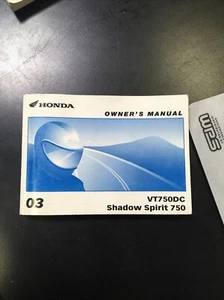 HONDA
OWNER'S MANUAL
03
VT750DC
Shadow Spirit 750